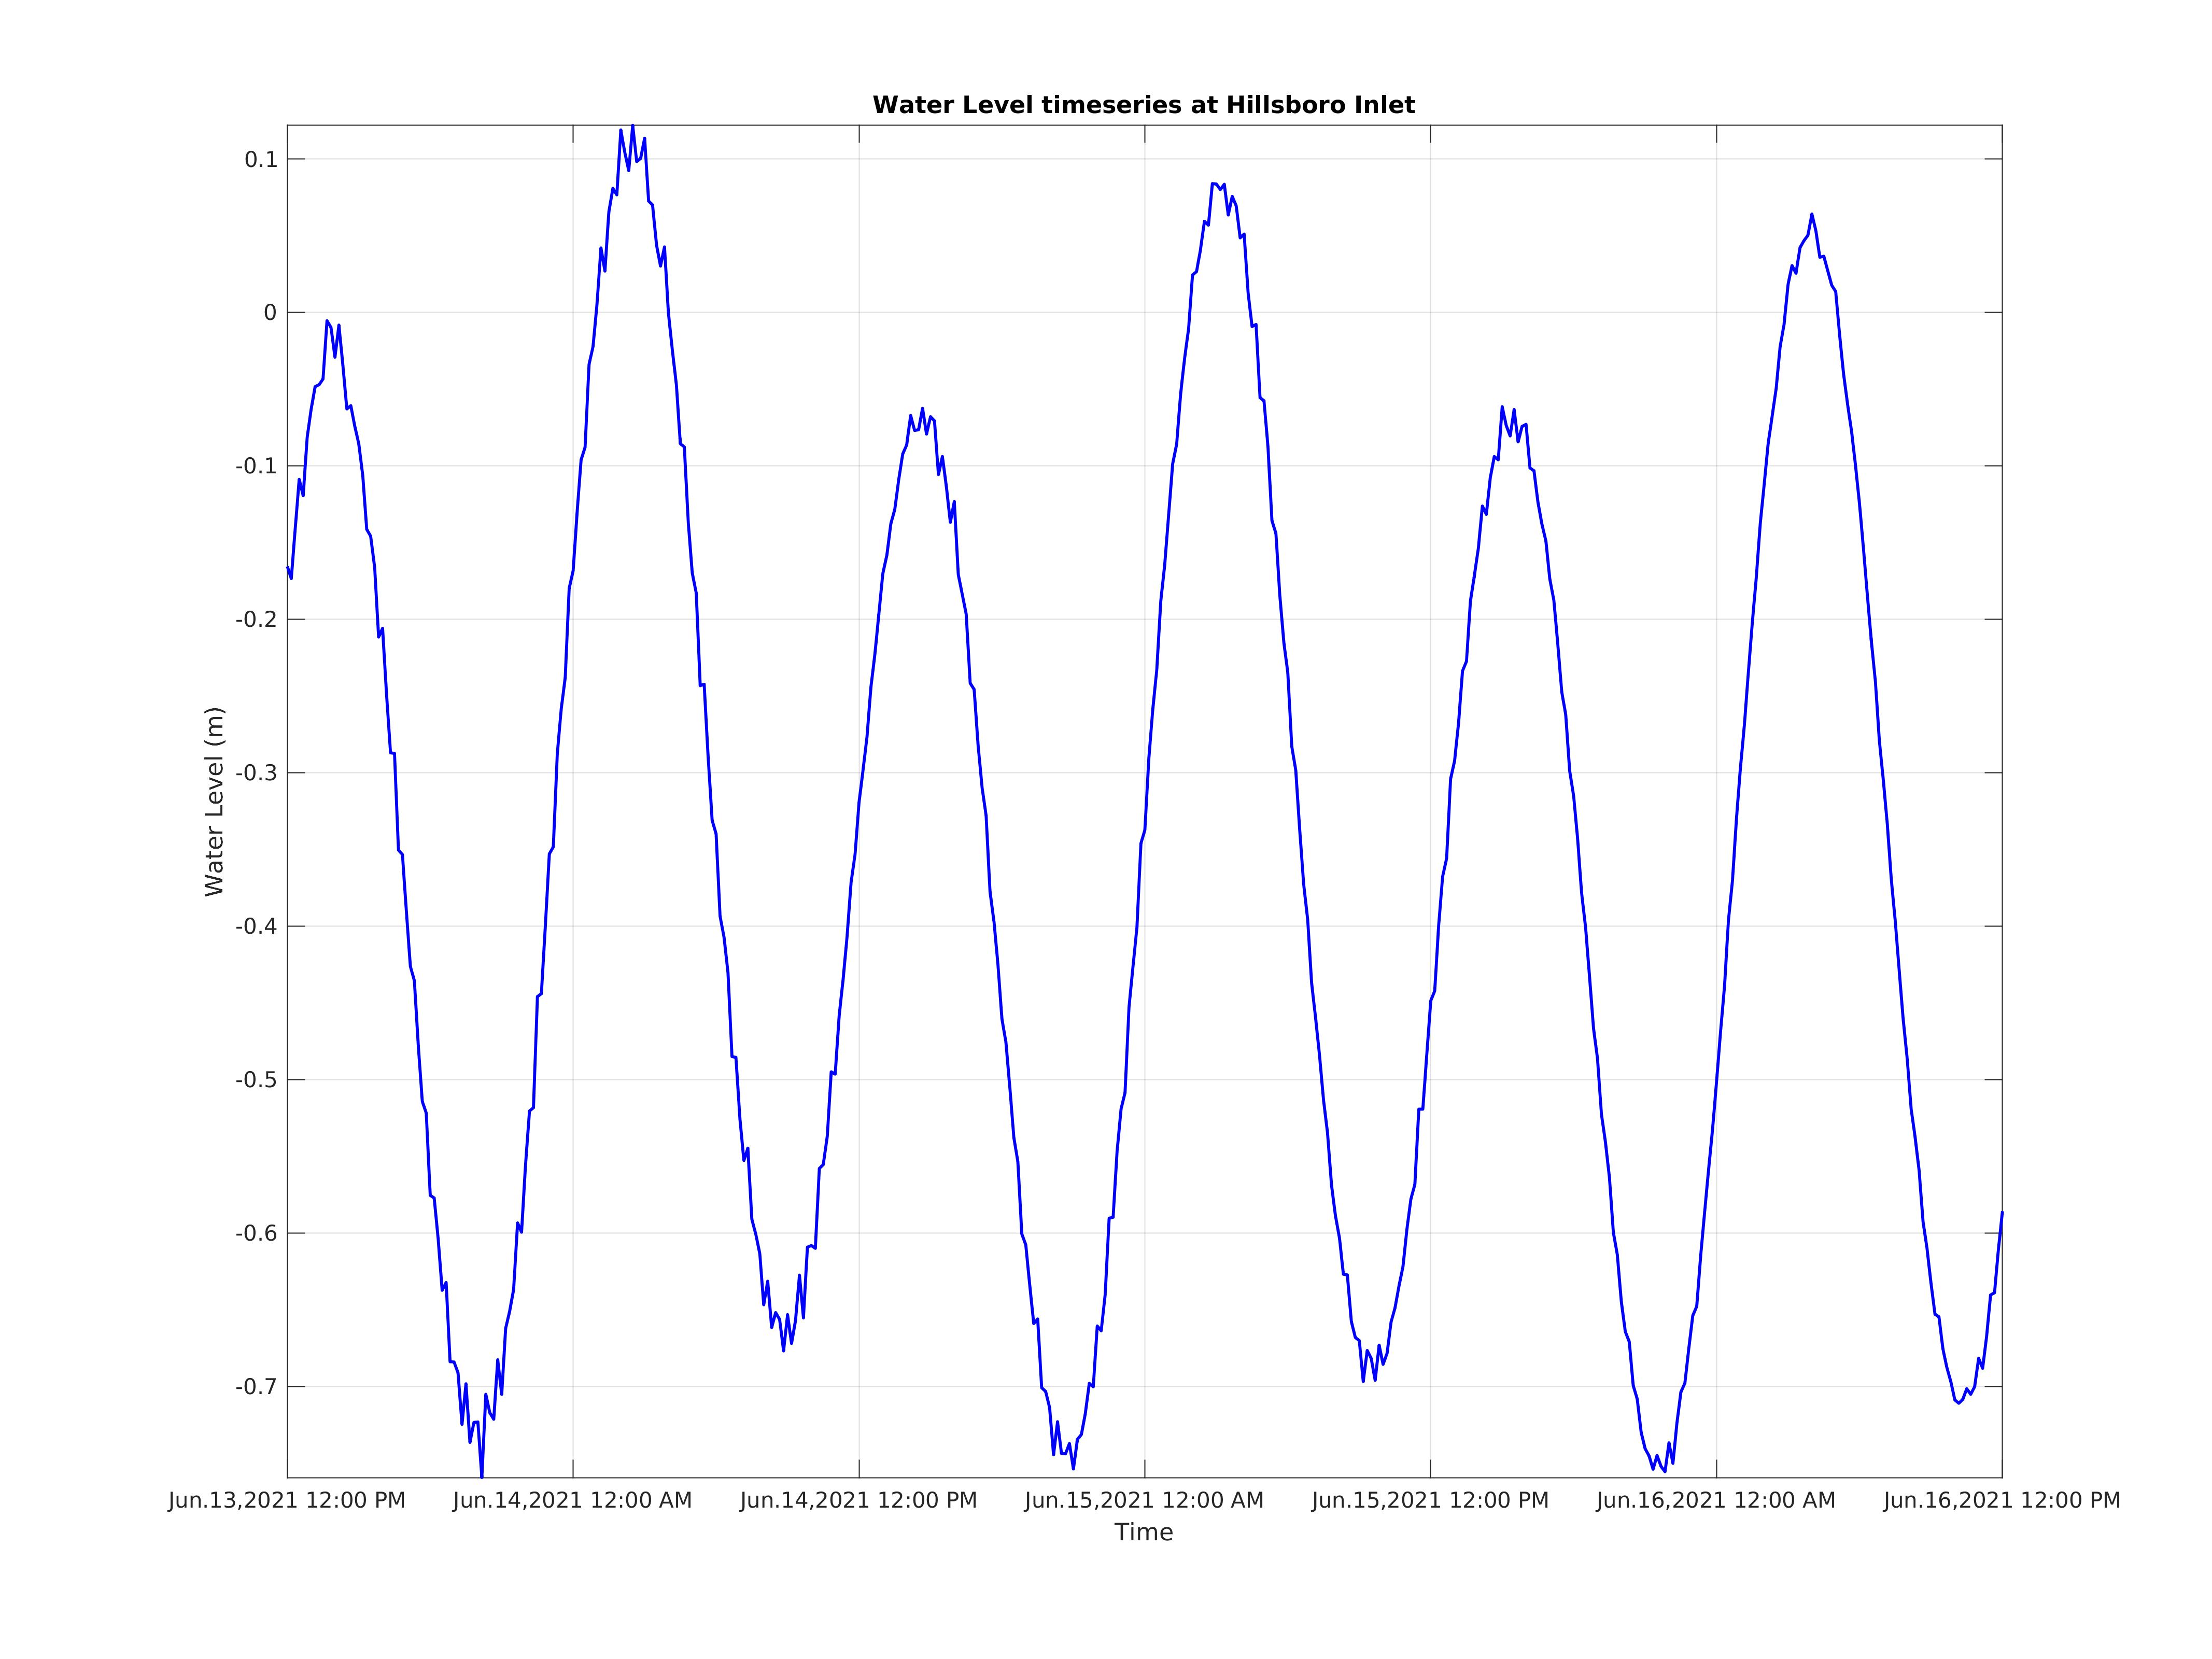 Water Level timeseries at Hillsboro Inlet
0.1
0
-0.1
-0.2
-0.3
-0.4
-0.5
-0.6
-0.7
Water Level (m)
Jun.13,2021 12:00 PM
Jun.14,2021 12:00 AM
Jun.14,2021 12:00 PM
Jun.15,2021 12:00 AM
Jun.15,2021 12:00 PM
Jun.16,2021 12:00 AM
Jun.16,2021 12:00 PM
Time